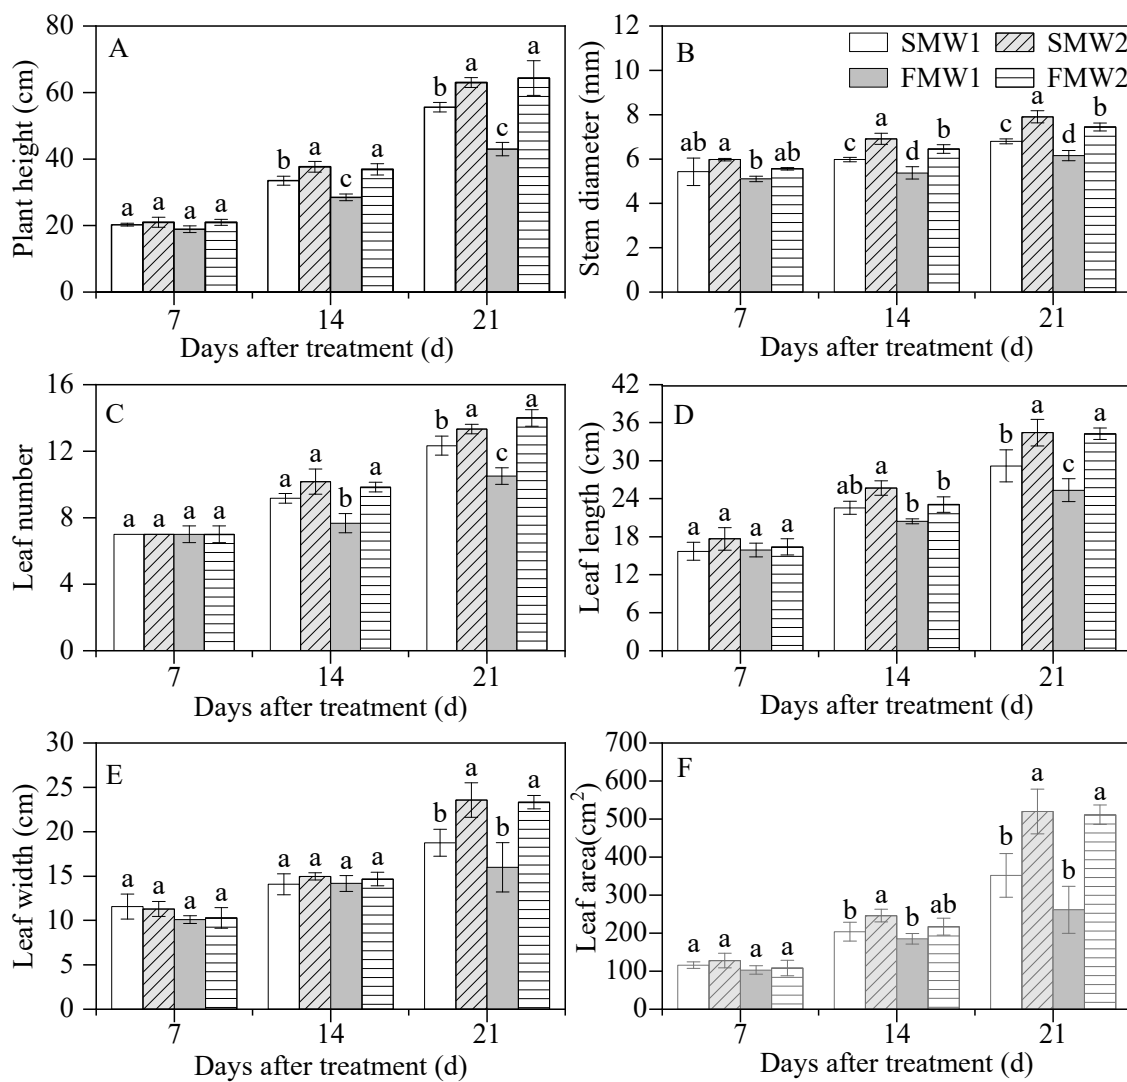 A
Plant height (cm)
80
60
40
20
0
a a a a
b a c a
b a c a
7 14 21
Days after treatment (d)
B
SMW1 SMW2
FMW1 FMW2
Stem diameter (mm)
12
10
8
6
4
2
0
ab a b ab
c a d b
c a d b
7 14 21
Days after treatment (d)
C
Leaf number
16
12
8
4
0
a a a a
a a b a
b a c a
7 14 21
Days after treatment (d)
D
Leaf length (cm)
42
36
30
24
18
12
6
0
a a a a
ab a b b
b a c a
7 14 21
Days after treatment (d)
E
Leaf width (cm)
30
25
20
15
10
5
0
a a a a
a a a a
b a b a
7 14 21
Days after treatment (d)
F
Leaf area(cm²)
700
600
500
400
300
200
100
0
a a a a
b a b ab
b a b a
7 14 21
Days after treatment (d)